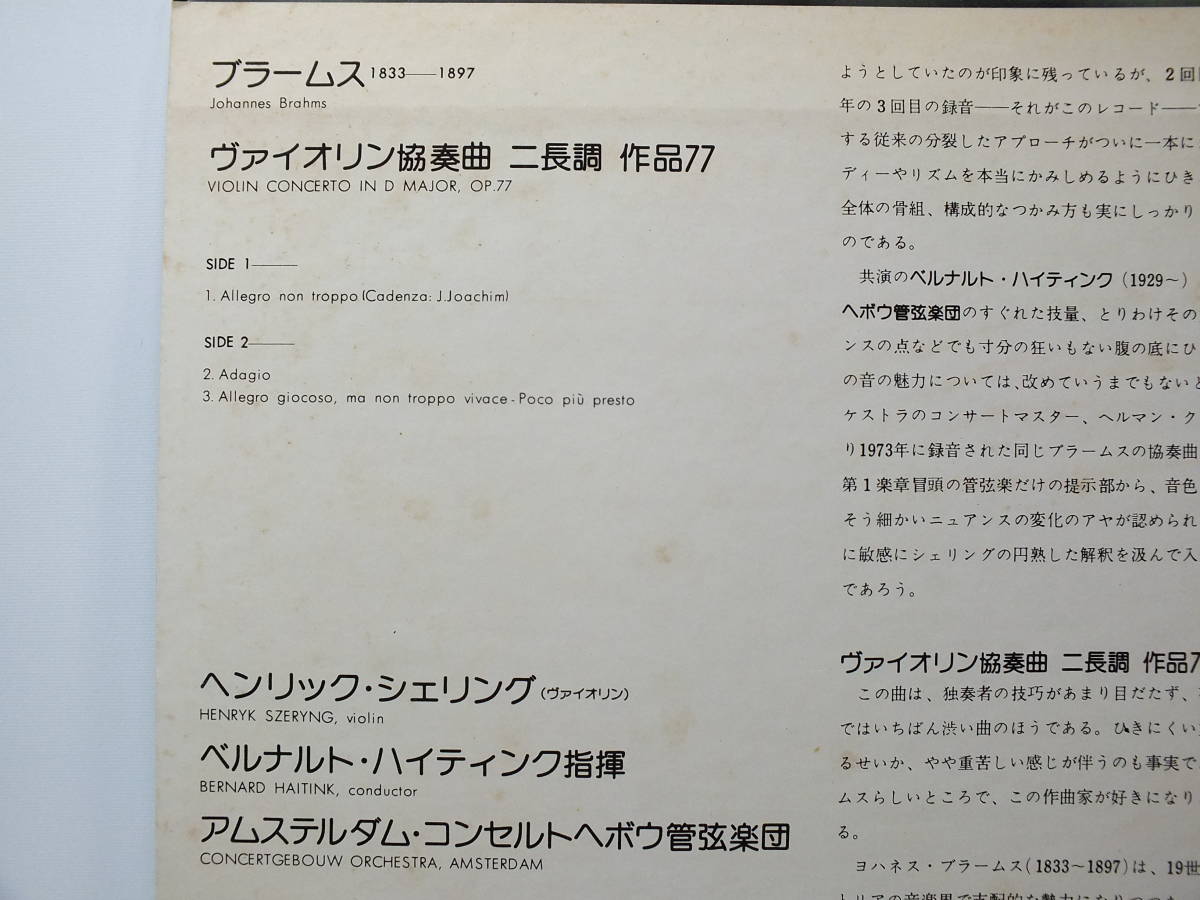 ブラームス 1833——1897
Johannes Brahms
ヴァイオリン協奏曲 ニ長調 作品77
VIOLIN CONCERTO IN D MAJOR, OP.77
SIDE 1———
1. Allegro non troppo (Cadenza: J.Joachim)
SIDE 2———
2. Adagio
3. Allegro giocoso, ma non troppo vivace - Poco più presto
ヘンリック・シェリング(ヴァイオリン)
HENRYK SZERYNG, violin
ベルナルト・ハイティンク指揮
BERNARD HAITINK, conductor
アムステルダム・コンセルトヘボウ管弦楽団
CONCERTGEBOUW ORCHESTRA, AMSTERDAM
ようとしていたのが印象に残っているが、2回
年の3回目の録音——それがこのレコード——
する従来の分裂したアプローチがついに一本に
ディーやリズムを本当にかみしめるようにひき
全体の骨組、構成的なつかみ方も実にしっかり
のである。
共演のベルナルト・ハイティンク(1929〜)
ヘボウ管弦楽団のすぐれた技量、とりわけその
ンスの点などでも寸分の狂いもない腹の底にひ
の音の魅力については、改めていうまでもない
ケストラのコンサートマスター、ヘルマン・ク
り1973年に録音された同じブラームスの協奏曲
第1楽章冒頭の管弦楽だけの提示部から、音色
そう細かいニュアンスの変化のアヤが認められ
に敏感にシェリングの円熟した解釈を汲んで入
であろう。
ヴァイオリン協奏曲 ニ長調 作品7
この曲は、独奏者の技巧があまり目だたず、
ではいちばん渋い曲のほうである。ひきにくい
るせいか、やや重苦しい感じが伴うのも事実で
ムスらしいところで、この作曲家が好きになり
る。
ヨハネス・ブラームス(1833〜1897)は、19世
トリアの音楽界で支配的な勢力になりつつ